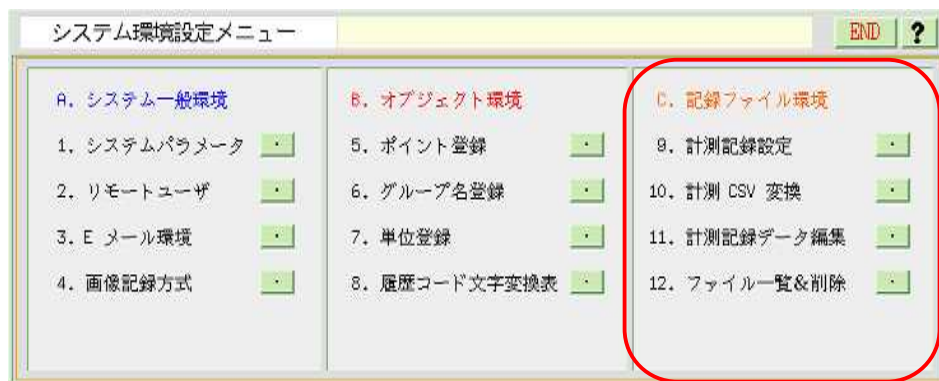 システム環境設定メニュー
END ?
A. システム一般環境
1. システムパラメータ
2. リモートユーザ
3. E メール環境
4. 画像記録方式
B. オブジェクト環境
5. ポイント登録
6. グループ名登録
7. 単位登録
8.履歴コード文字変換表
C. 記録ファイル環境
9. 計測記録設定
10. 計測 CSV 変換
11. 計測記録データ編集
12. ファイル一覧&削除